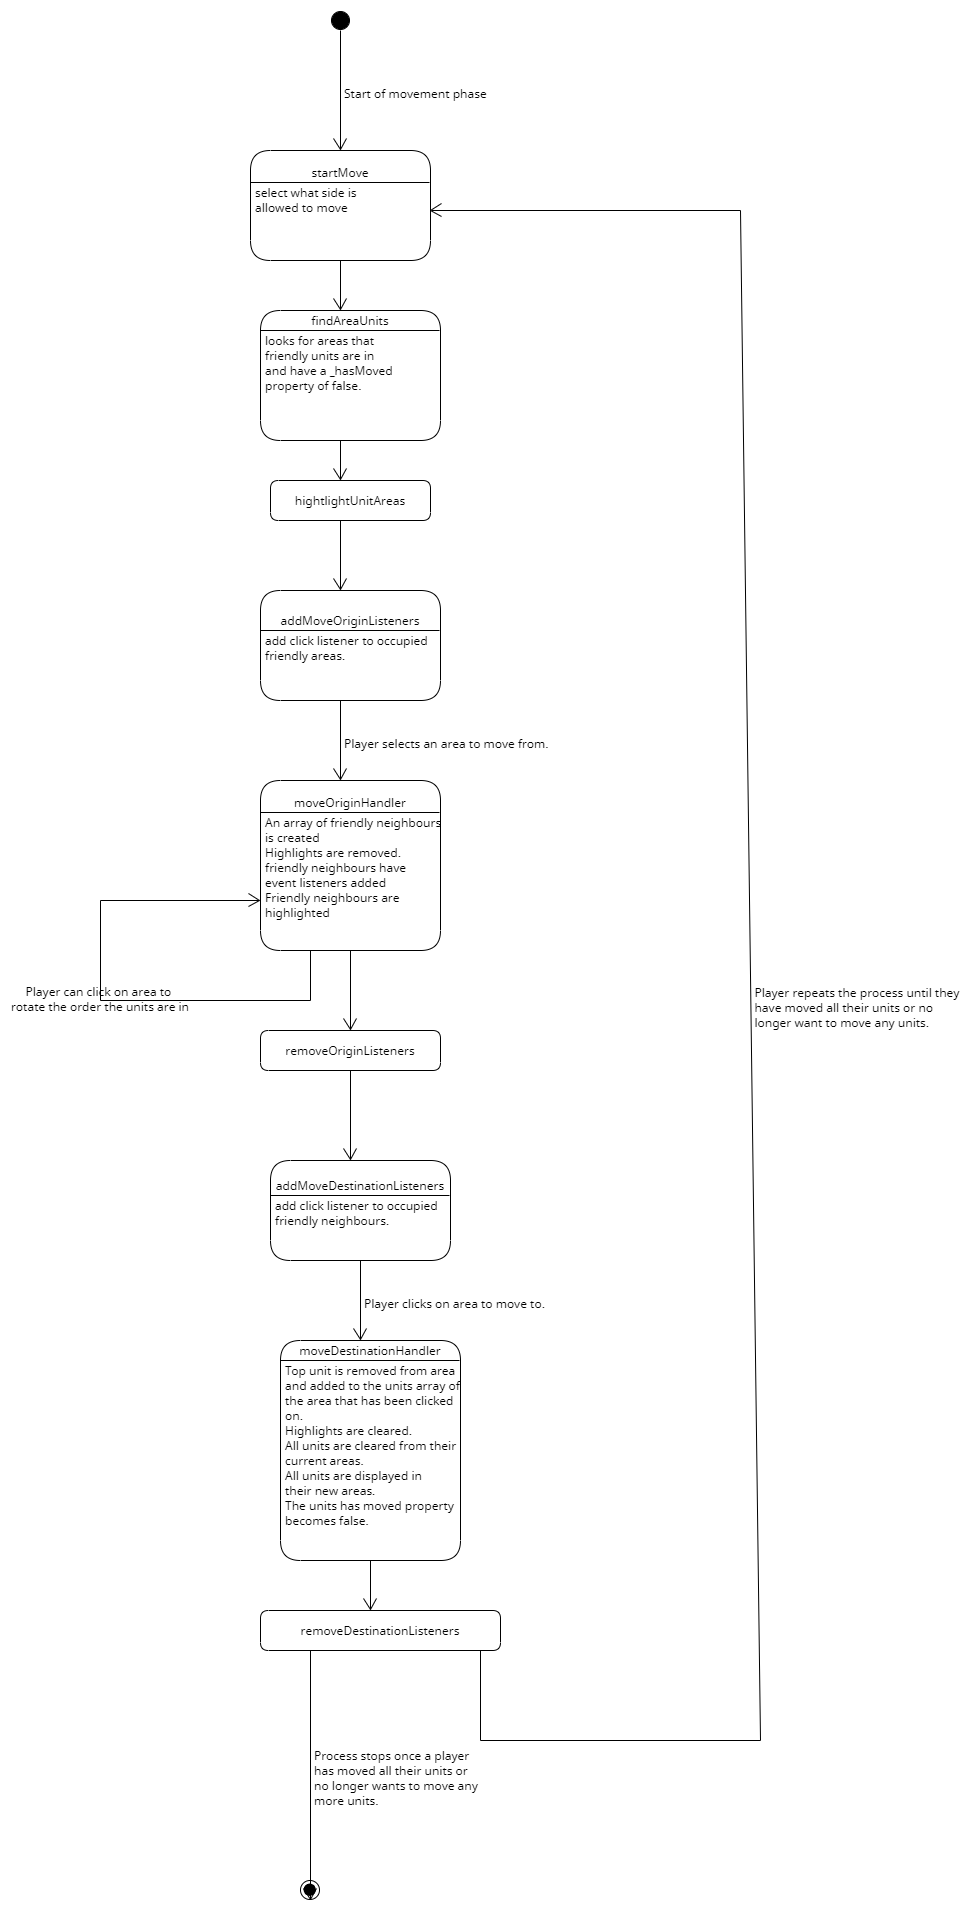 Start of movement phase
startMove
select what side is
allowed to move
findAreaUnits
looks for areas that
friendly units are in
and have a _hasMoved
property of false.
hightlightUnitAreas
addMoveOriginListeners
add click listener to occupied
friendly areas.
Player selects an area to move from.
moveOriginHandler
An array of friendly neighbours
is created
Highlights are removed.
friendly neighbours have
event listeners added
Friendly neighbours are
highlighted
Player can click on area to
rotate the order the units are in
Player repeats the process until they
have moved all their units or no
longer want to move any units.
removeOriginListeners
addMoveDestinationListeners
add click listener to occupied
friendly neighbours.
Player clicks on area to move to.
moveDestinationHandler
Top unit is removed from area
and added to the units array of
the area that has been clicked
on.
Highlights are cleared.
All units are cleared from their
current areas.
All units are displayed in
their new areas.
The units has moved property
becomes false.
removeDestinationListeners
Process stops once a player
has moved all their units or
no longer wants to move any
more units.